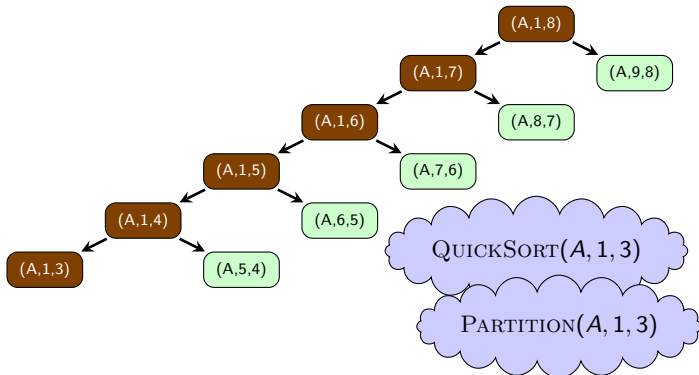 (A,1,8)
(A,1,7)
(A,9,8)
(A,1,6)
(A,8,7)
(A,1,5)
(A,7,6)
(A,1,4)
(A,6,5)
(A,1,3)
(A,5,4)
QUICKSORT(A, 1, 3)
PARTITION(A, 1, 3)